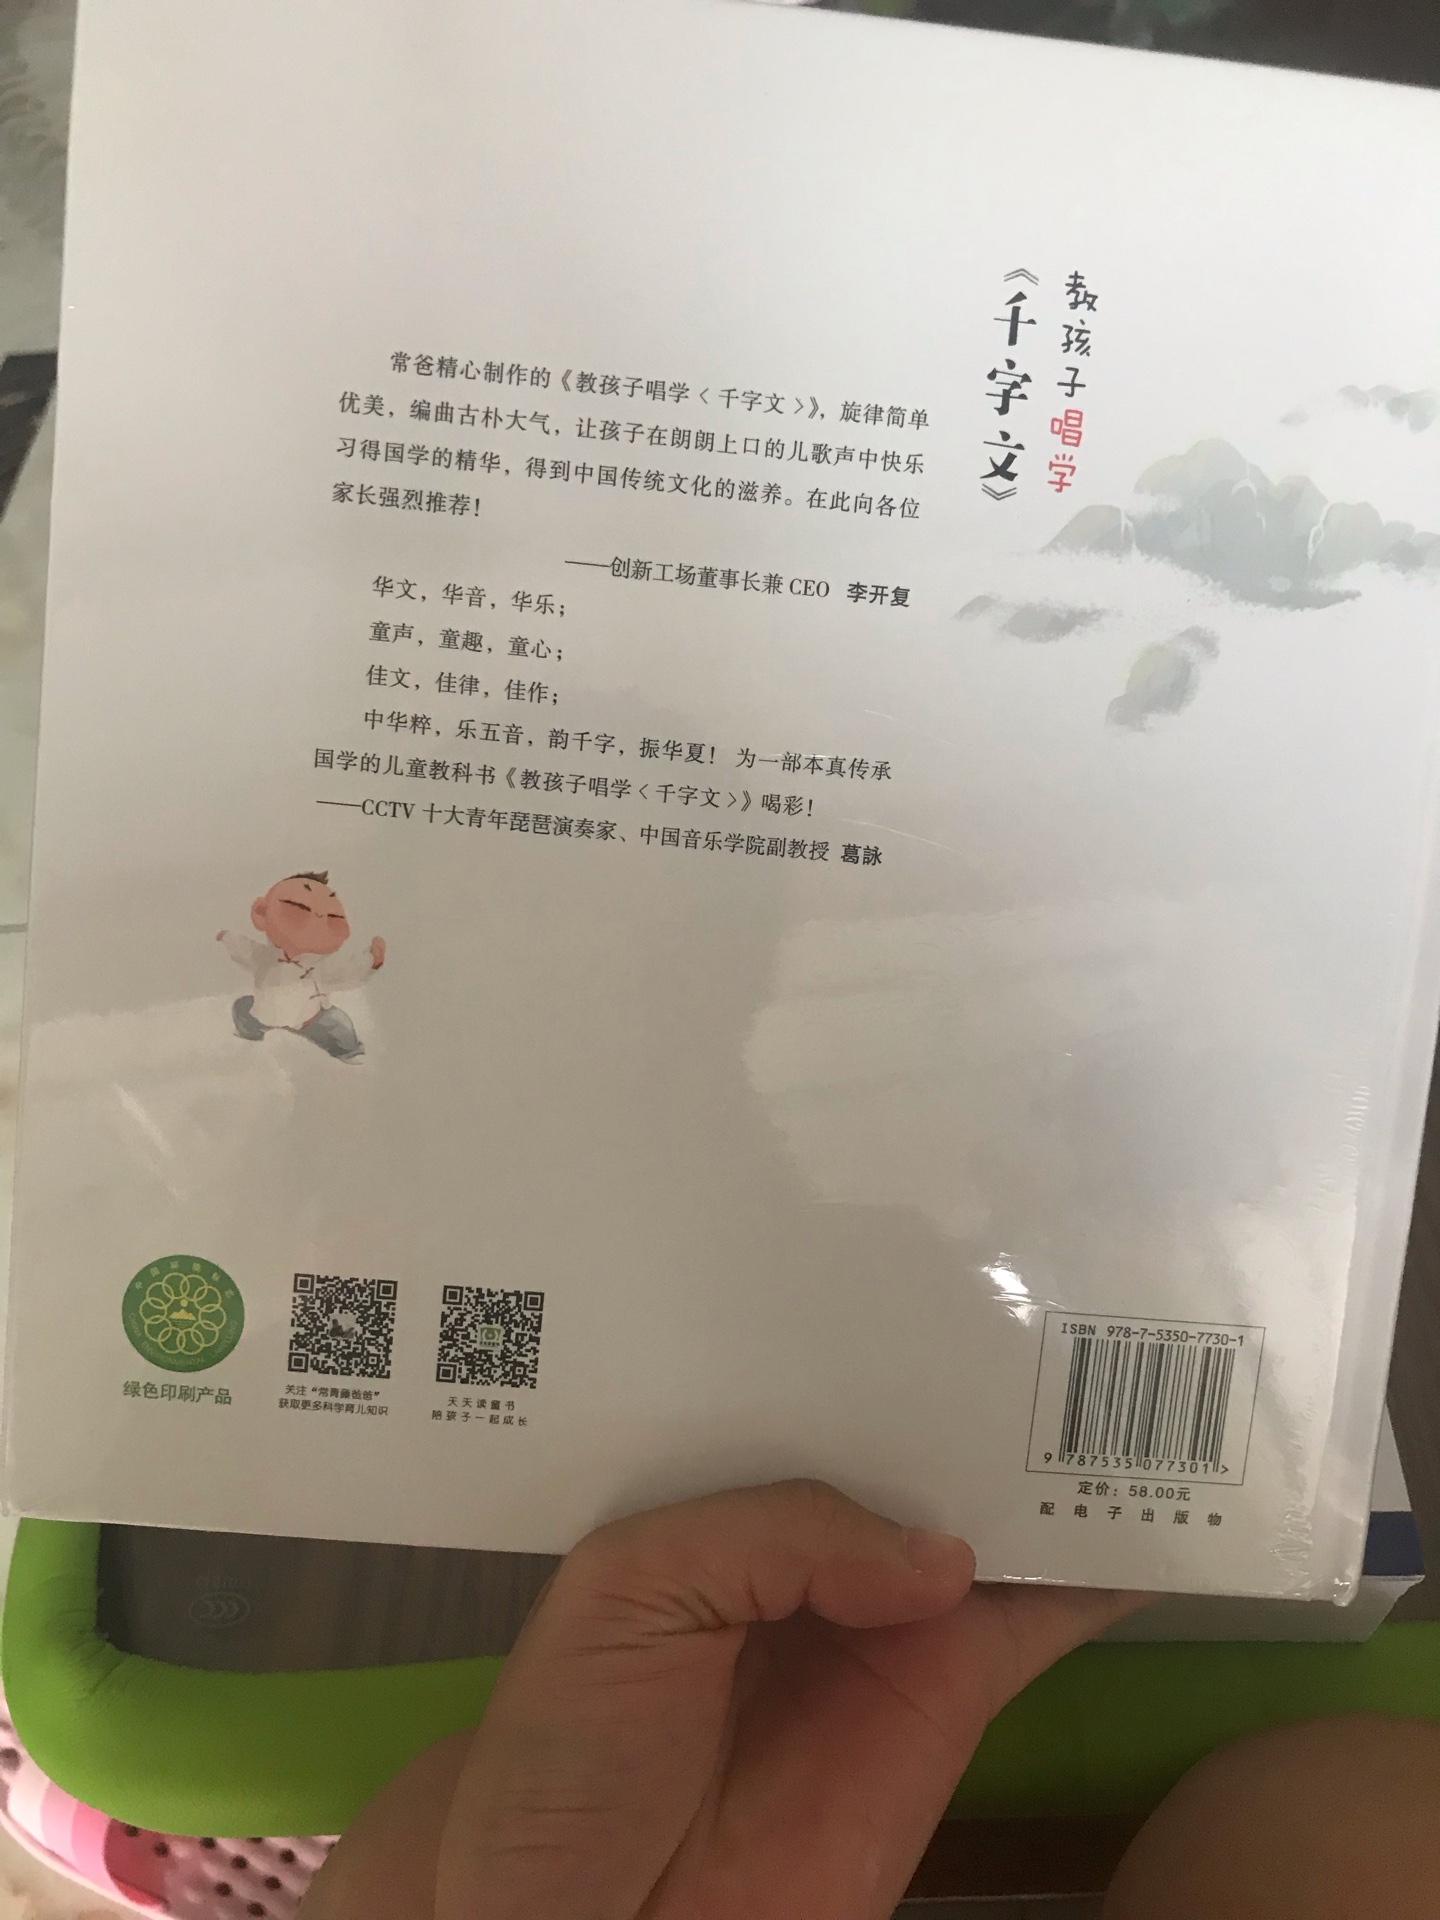 教孩子唱学
《千字文》
常爸精心制作的《教孩子唱学〈千字文〉》，旋律简单
优美，编曲古朴大气，让孩子在朗朗上口的儿歌声中快乐
习得国学的精华，得到中国传统文化的滋养。在此向各位
家长强烈推荐！
——创新工场董事长兼CEO 李开复
华文，华音，华乐；
童声，童趣，童心；
佳文，佳律，佳作；
中华粹，乐五音，韵千字，振华夏！为一部本真传承
国学的儿童教科书《教孩子唱学〈千字文〉》喝彩！
——CCTV 十大青年琵琶演奏家、中国音乐学院副教授 葛詠
中国环境标志
CHINA ENVIRONMENTAL LABELLING
绿色印刷产品
关注“常青藤爸爸”
获取更多科学育儿知识
天天读童书
陪孩子一起成长
ISBN 978-7-5350-7730-1
9 787535 077301 >
定价：58.00元
配电子出版物